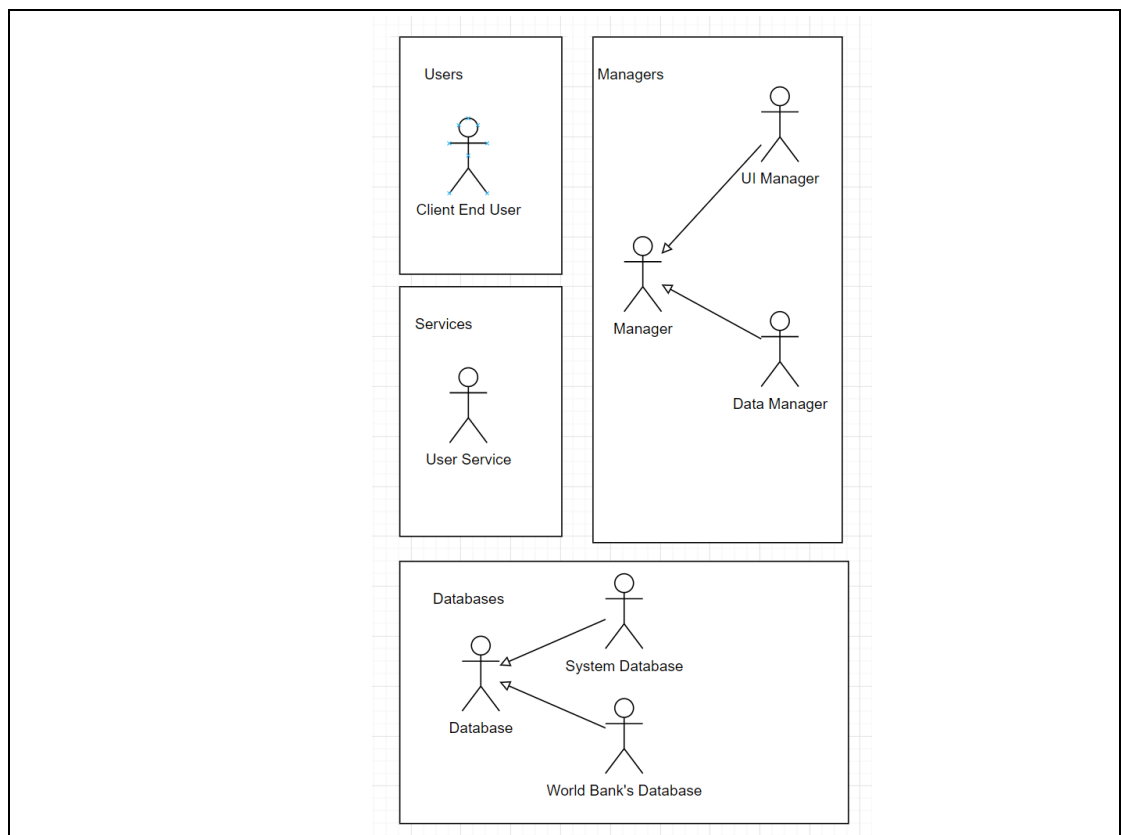 Users
Client End User
Services
User Service
Managers
UI Manager
Manager
Data Manager
Databases
System Database
Database
World Bank's Database